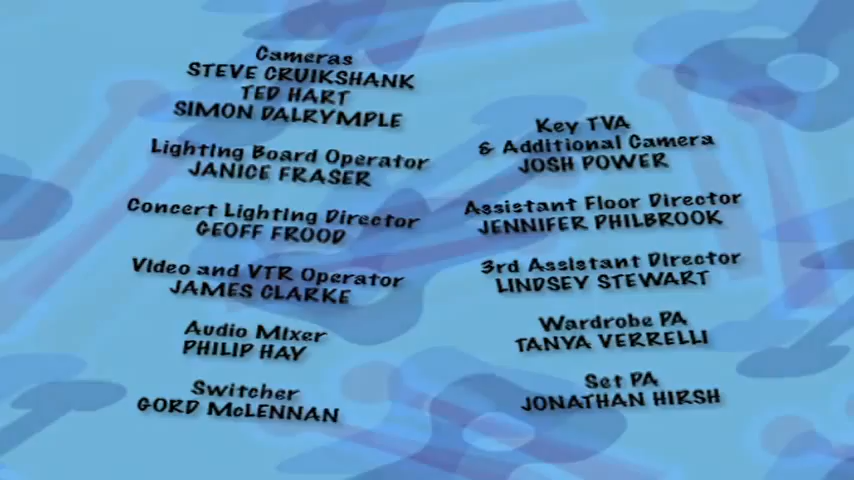 Cameras
STEVE CRUIKSHANK
TED HART
SIMON DALRYMPLE
Lighting Board Operator
JANICE FRASER
Concert Lighting Director
GEOFF FROOD
Video and VTR Operator
JAMES CLARKE
Audio Mixer
PHILIP HAY
Switcher
GORD McLENNAN
Key TVA
& Additional Camera
JOSH POWER
Assistant Floor Director
JENNIFER PHILBROOK
3rd Assistant Director
LINDSEY STEWART
Wardrobe PA
TANYA VERRELLI
Set PA
JONATHAN HIRSH